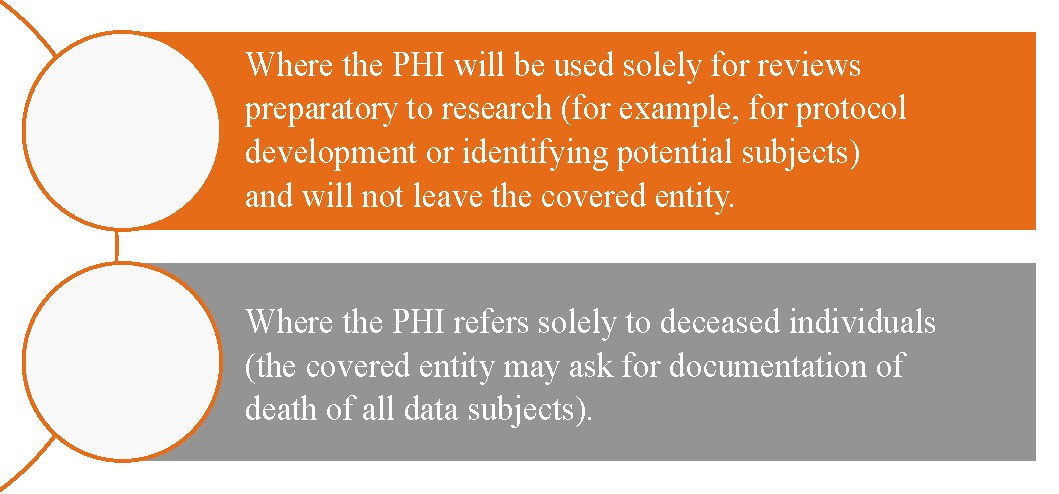 Where the PHI will be used solely for reviews
preparatory to research (for example, for protocol
development or identifying potential subjects)
and will not leave the covered entity.
Where the PHI refers solely to deceased individuals
(the covered entity may ask for documentation of
death of all data subjects).